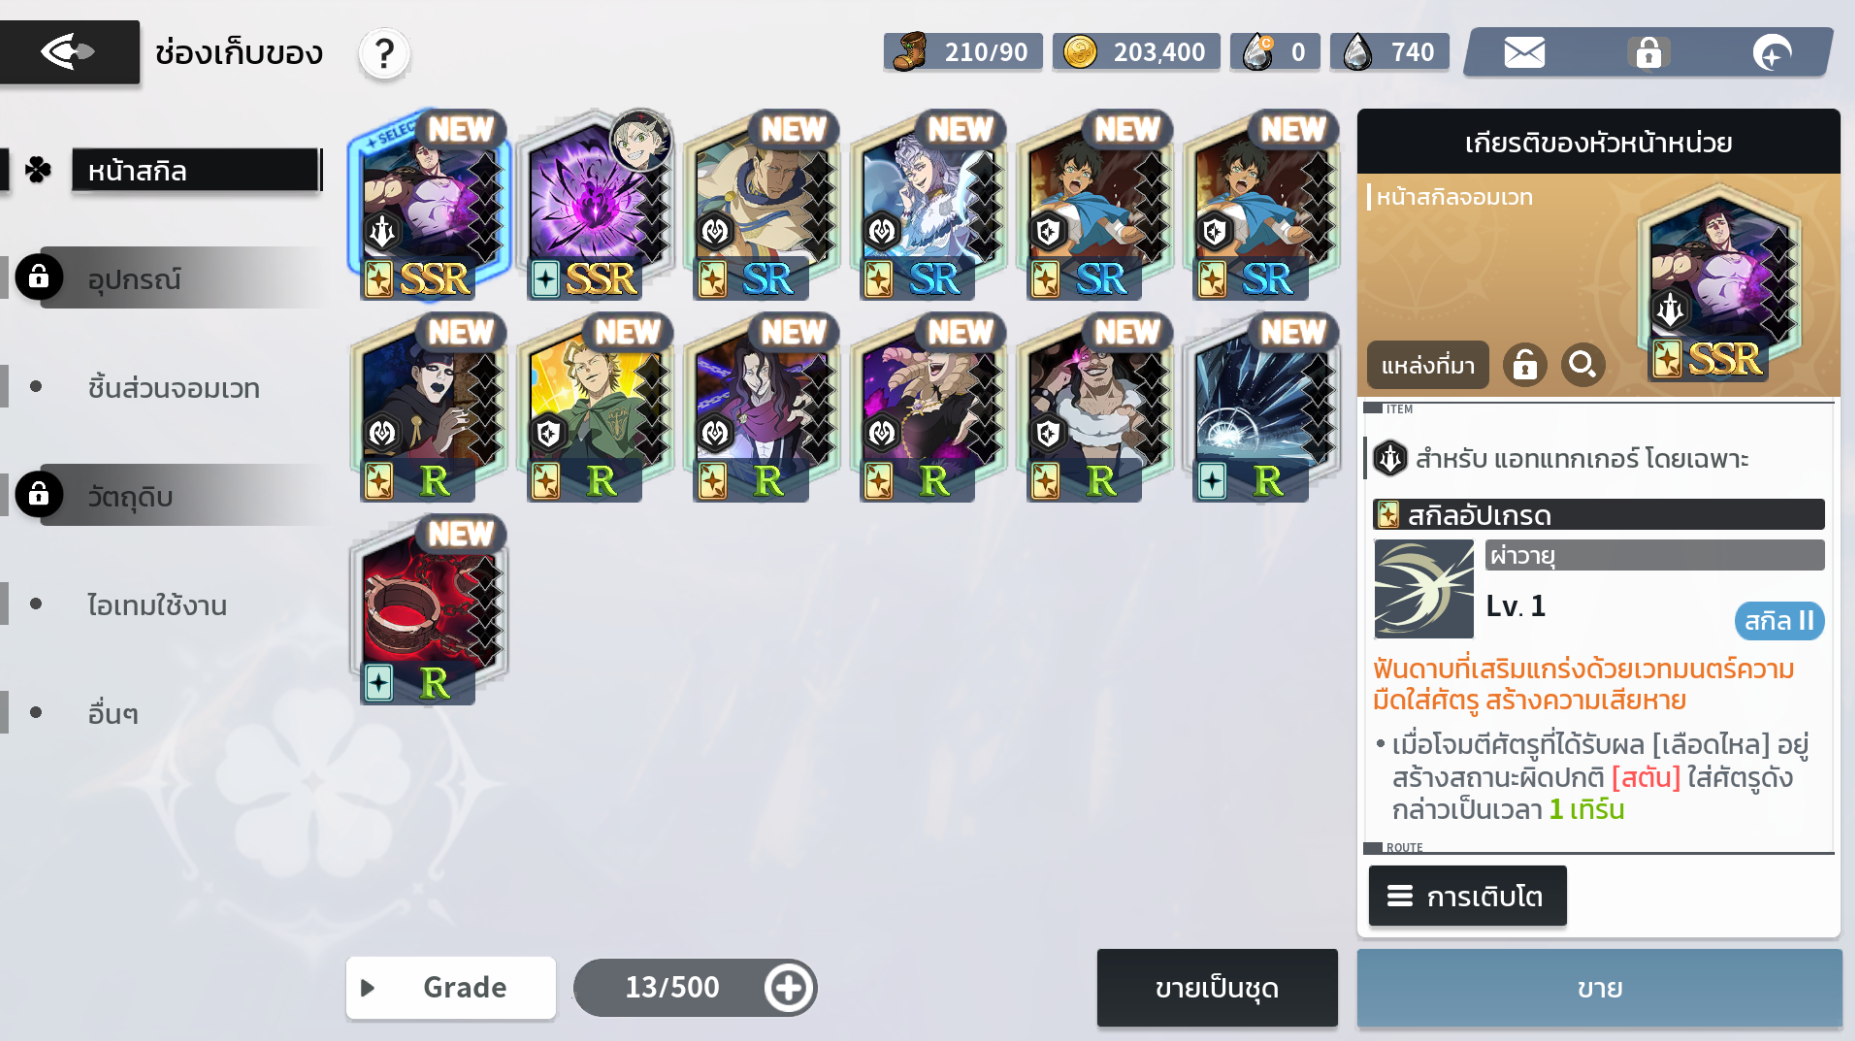 ช่องเก็บของ
?
210/90
203,400
0
740
หน้าสกิล
อุปกรณ์
ชิ้นส่วนจอมเวท
วัตถุดิบ
ไอเทมใช้งาน
อื่นๆ
NEW
NEW
NEW
NEW
NEW
SSR
SSR
SR
SR
SR
SR
NEW
NEW
NEW
NEW
NEW
NEW
R
R
R
R
R
R
NEW
R
Grade
13/500
ขายเป็นชุด
ขาย
เกียรติของหัวหน้าหน่วย
หน้าสกิลจอมเวท
แหล่งที่มา
SSR
ITEM
สำหรับ แอทแทกเกอร์ โดยเฉพาะ
สกิลอัปเกรด
ผ่าวายุ
Lv. 1
สกิล II
ฟันดาบที่เสริมแกร่งด้วยเวทมนตร์ความ
มืดใส่ศัตรู สร้างความเสียหาย
• เมื่อโจมตีศัตรูที่ได้รับผล [เลือดไหล] อยู่
สร้างสถานะผิดปกติ [สตัน] ใส่ศัตรูดัง
กล่าวเป็นเวลา 1 เทิร์น
ROUTE
การเติบโต